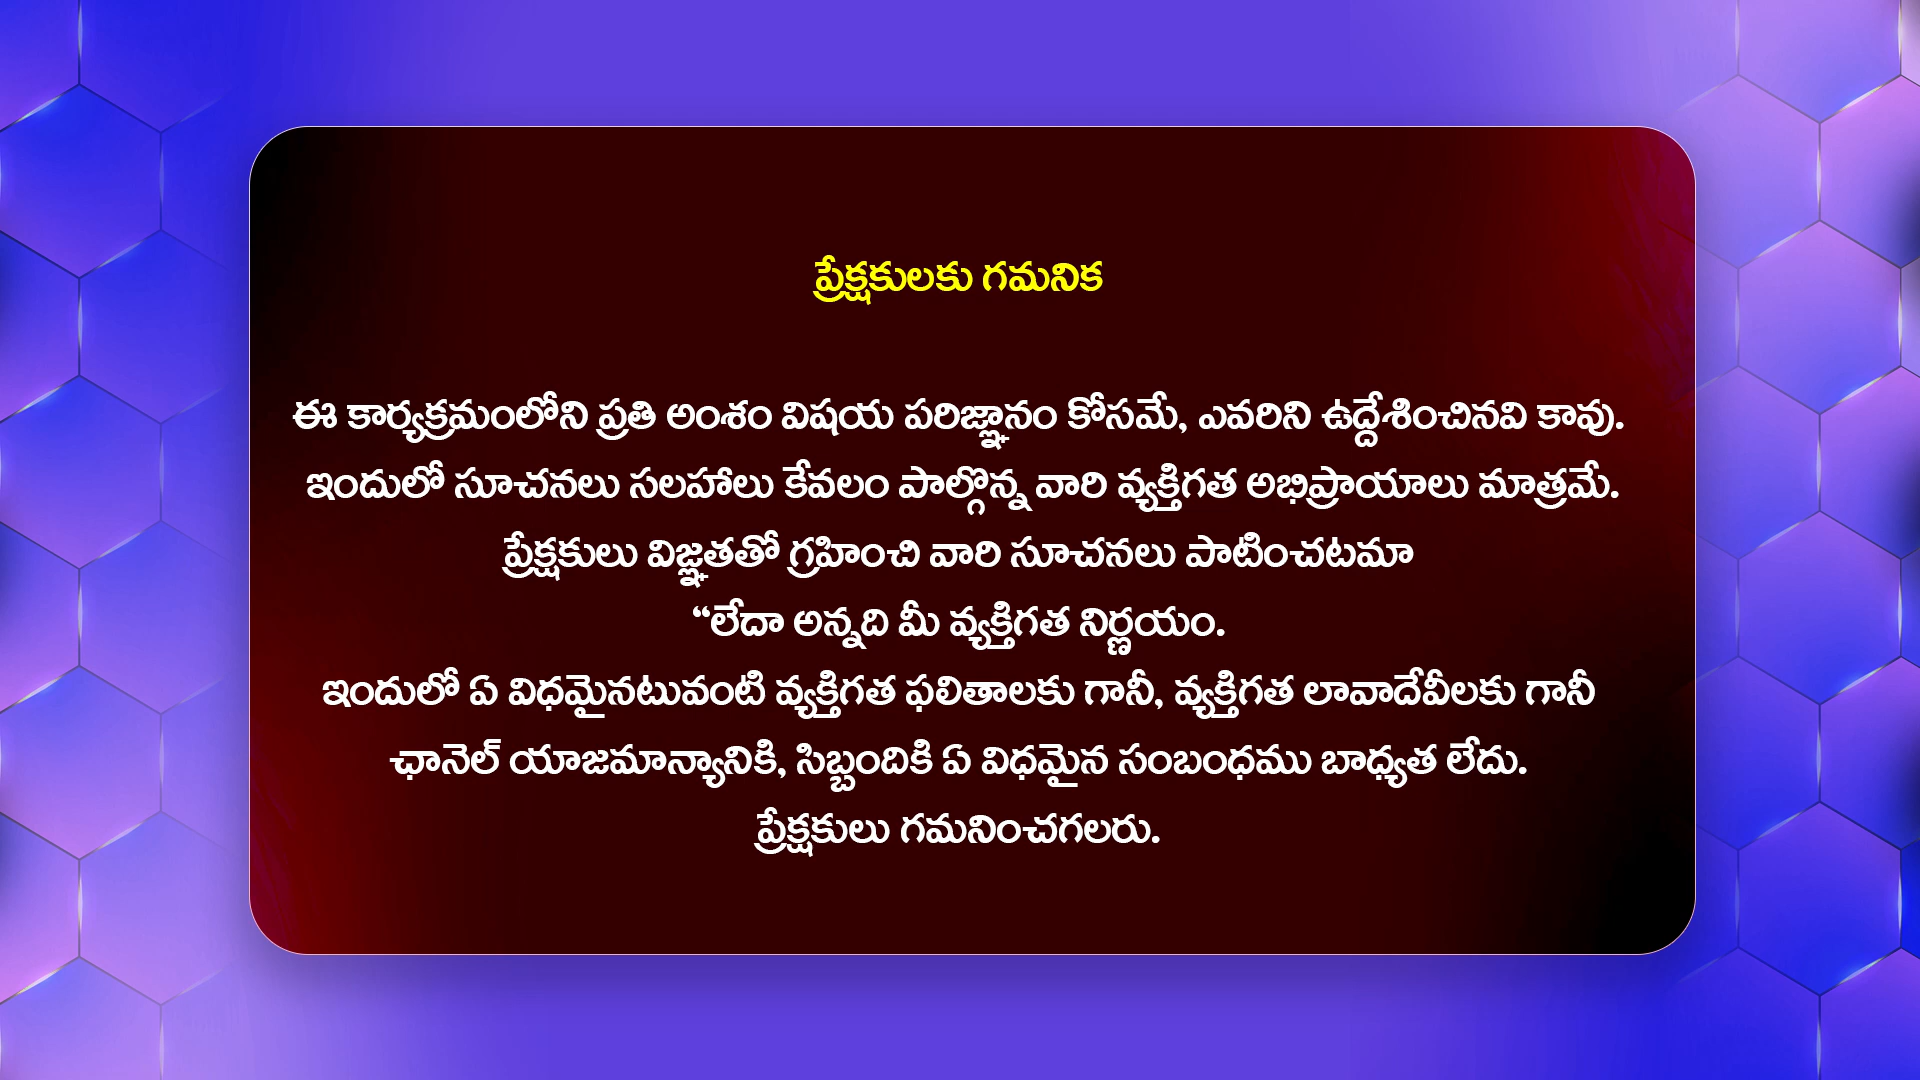 ప్రేక్షకులకు గమనిక
ఈ కార్యక్రమంలోని ప్రతి అంశం విషయ పరిజ్ఞానం కోసమే, ఎవరిని ఉద్దేశించినవి కావు.
ఇందులో సూచనలు సలహాలు కేవలం పాల్గొన్న వారి వ్యక్తిగత అభిప్రాయాలు మాత్రమే.
ప్రేక్షకులు విజ్ఞతతో గ్రహించి వారి సూచనలు పాటించటమా
“లేదా అన్నది మీ వ్యక్తిగత నిర్ణయం.
ఇందులో ఏ విధమైనటువంటి వ్యక్తిగత ఫలితాలకు గానీ, వ్యక్తిగత లావాదేవీలకు గానీ
ఛానెల్ యాజమాన్యానికి, సిబ్బందికి ఏ విధమైన సంబంధము బాధ్యత లేదు.
ప్రేక్షకులు గమనించగలరు.